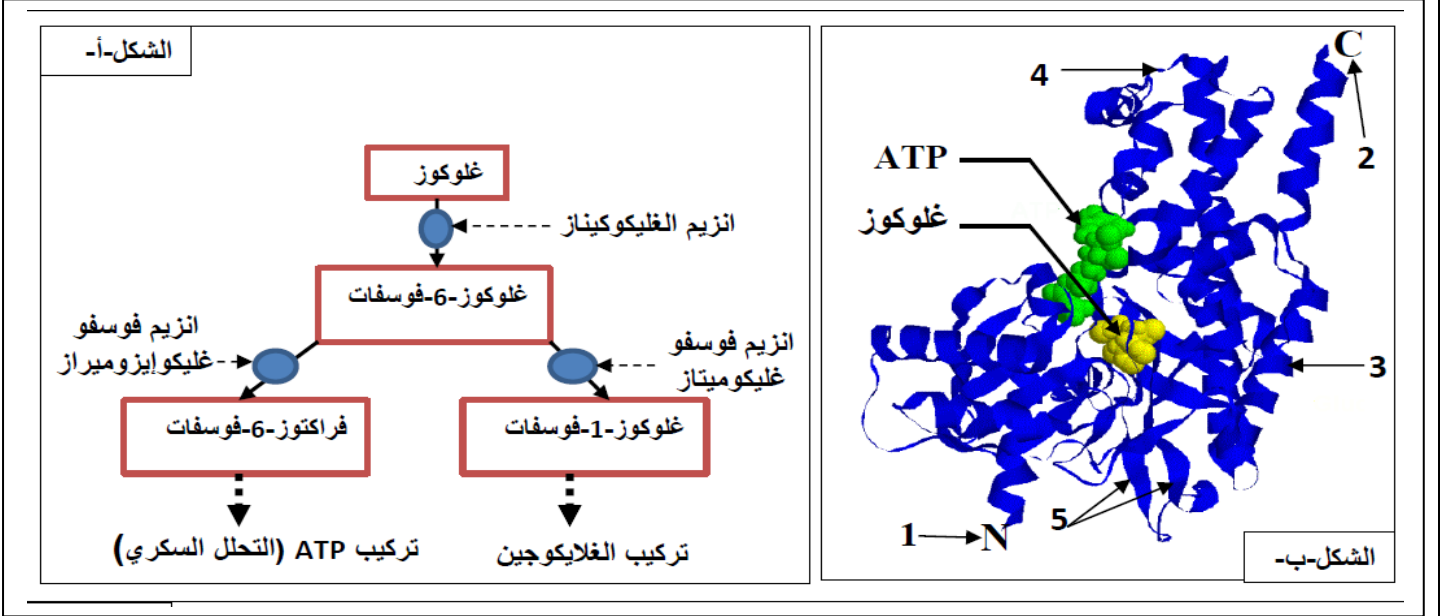 الشكل-أ-
غلوكوز
انزيم الغليكوكيناز
غلوكوز-6-فوسفات
انزيم فوسفو
غليكوإيزوميراز
انزيم فوسفو
غليكوميتاز
فراكتوز-6-فوسفات
غلوكوز-1-فوسفات
تركيب ATP (التحلل السكري)
تركيب الغلايكوجين
C
4
2
ATP
غلوكوز
3
5
1
N
الشكل-ب-